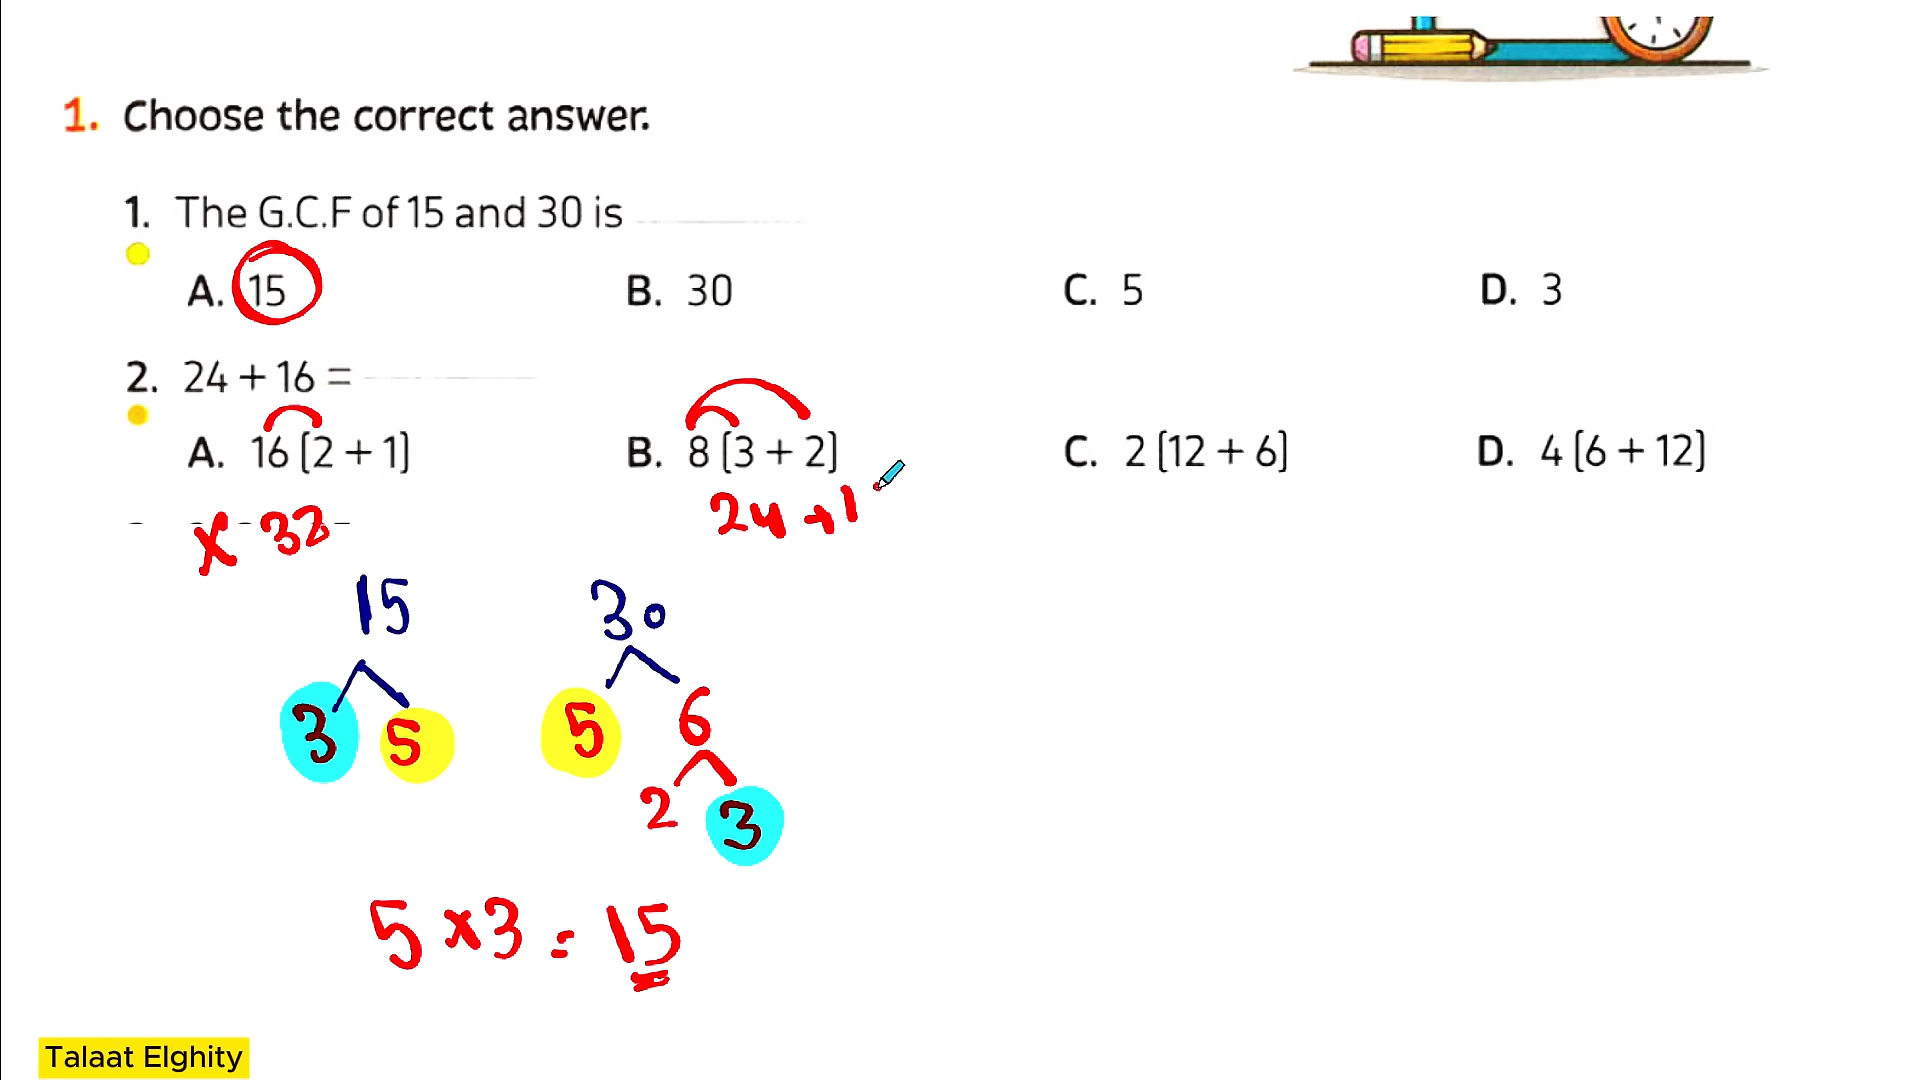 1. Choose the correct answer.
1. The G.C.F of 15 and 30 is
A. 15 B. 30 C. 5 D. 3
2. 24 + 16 =
A. 16 [2 + 1] B. 8 [3 + 2] C. 2 [12 + 6] D. 4 [6 + 12]
x 32 24 + 1
15 30
3 5 5 6
2 3
5 x 3 = 15
Talaat Elghity